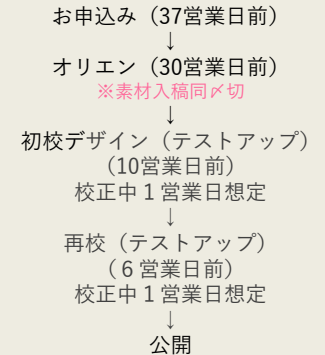 お申込み（37営業日前）
↓
オリエン（30営業日前）
※素材入稿同〆切
↓
初校デザイン（テストアップ）
（10営業日前）
校正中１営業日想定
↓
再校（テストアップ）
（６営業日前）
校正中１営業日想定
↓
公開